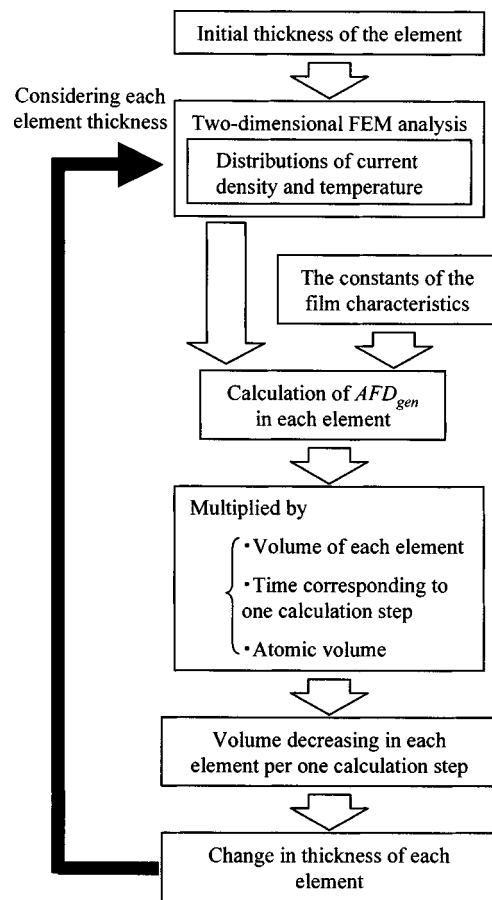 Initial thickness of the element
Considering each
element thickness
Two-dimensional FEM analysis
Distributions of current
density and temperature
The constants of the
film characteristics
Calculation of AFDgen
in each element
Multiplied by
・Volume of each element
・Time corresponding to
one calculation step
・Atomic volume
Volume decreasing in each
element per one calculation step
Change in thickness of each
element